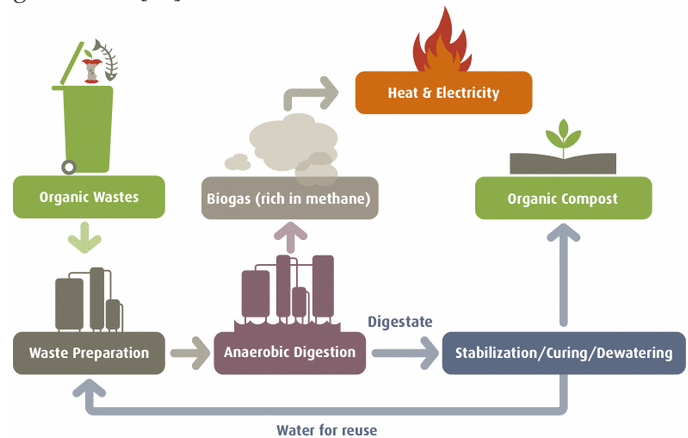 Heat & Electricity
Organic Wastes
Biogas (rich in methane)
Organic Compost
Digestate
Waste Preparation
Anaerobic Digestion
Stabilization/Curing/Dewatering
Water for reuse